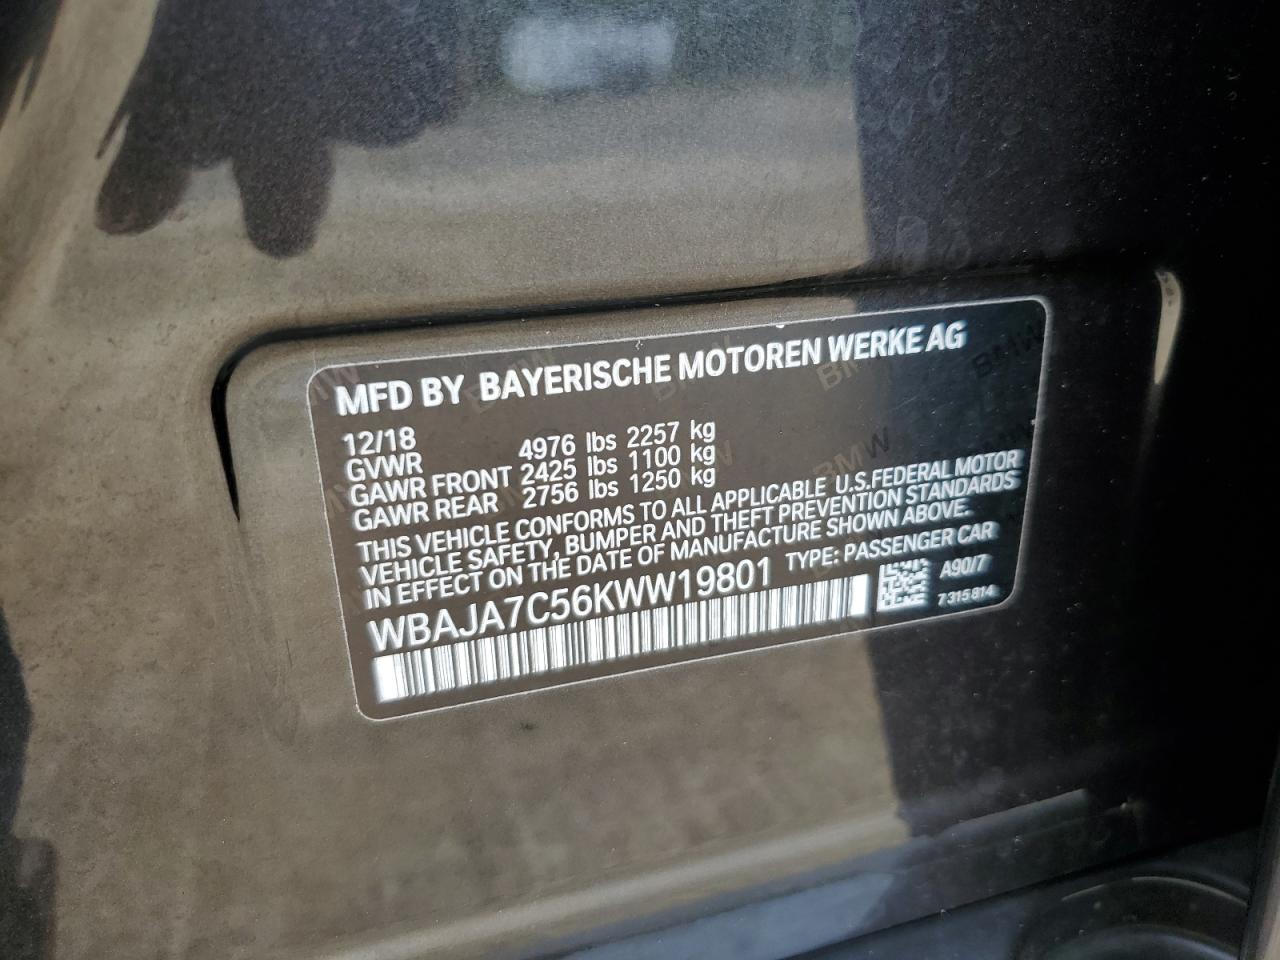 MFD BY BAYERISCHE MOTOREN WERKE AG
12/18
GVWR 4976 lbs 2257 kg
GAWR FRONT 2425 lbs 1100 kg
GAWR REAR 2756 lbs 1250 kg
THIS VEHICLE CONFORMS TO ALL APPLICABLE U.S.FEDERAL MOTOR
VEHICLE SAFETY, BUMPER AND THEFT PREVENTION STANDARDS
IN EFFECT ON THE DATE OF MANUFACTURE SHOWN ABOVE.
WBAJA7C56KWW19801 TYPE: PASSENGER CAR
A90/7
7 315 814